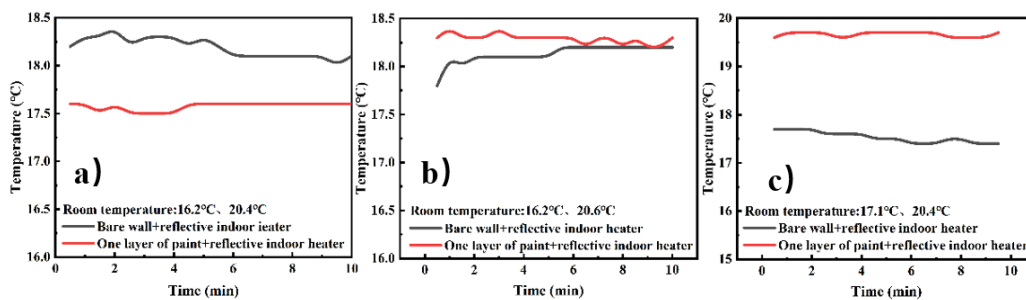 18.5
18.0
17.5
17.0
16.5
16.0
Temperature (℃)
a)
Room temperature:16.2℃、20.4℃
Bare wall+reflective indoor ieater
One layer of paint+reflective indoor heater
0 2 4 6 8 10
Time (min)
18.5
18.0
17.5
17.0
16.5
16.0
Temperature (℃)
b)
Room temperature:16.2℃、20.6℃
Bare wall+reflective indoor heater
One layer of paint+reflective indoor heater
0 2 4 6 8 10
Time (min)
20
19
18
17
16
15
Temperature (℃)
c)
Room temperature:17.1℃、20.4℃
Bare wall+reflective indoor heater
One layer of paint+reflective indoor heater
0 5 10
Time (min)